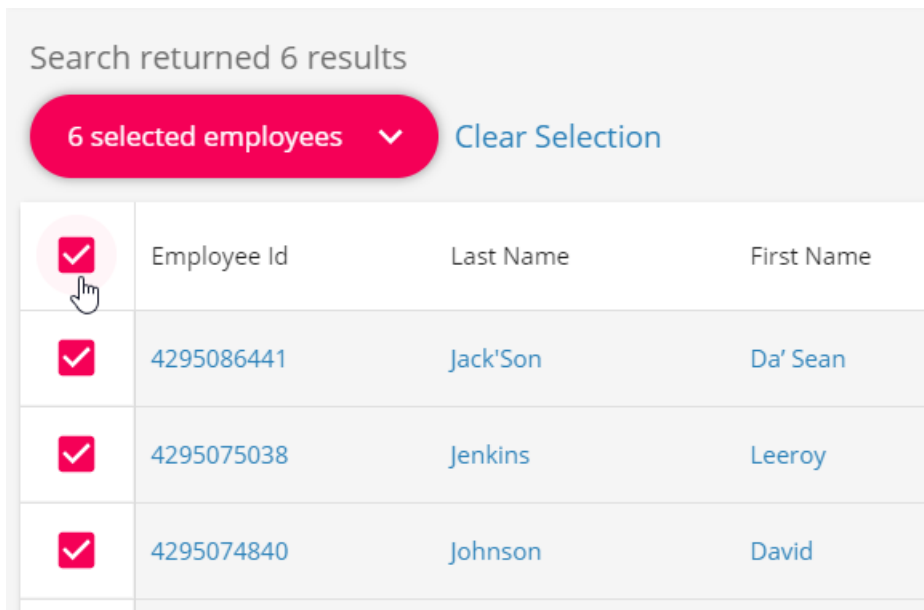 Search returned 6 results
6 selected employees Clear Selection
Employee Id Last Name First Name
4295086441 Jack'Son Da’ Sean
4295075038 Jenkins Leeroy
4295074840 Johnson David